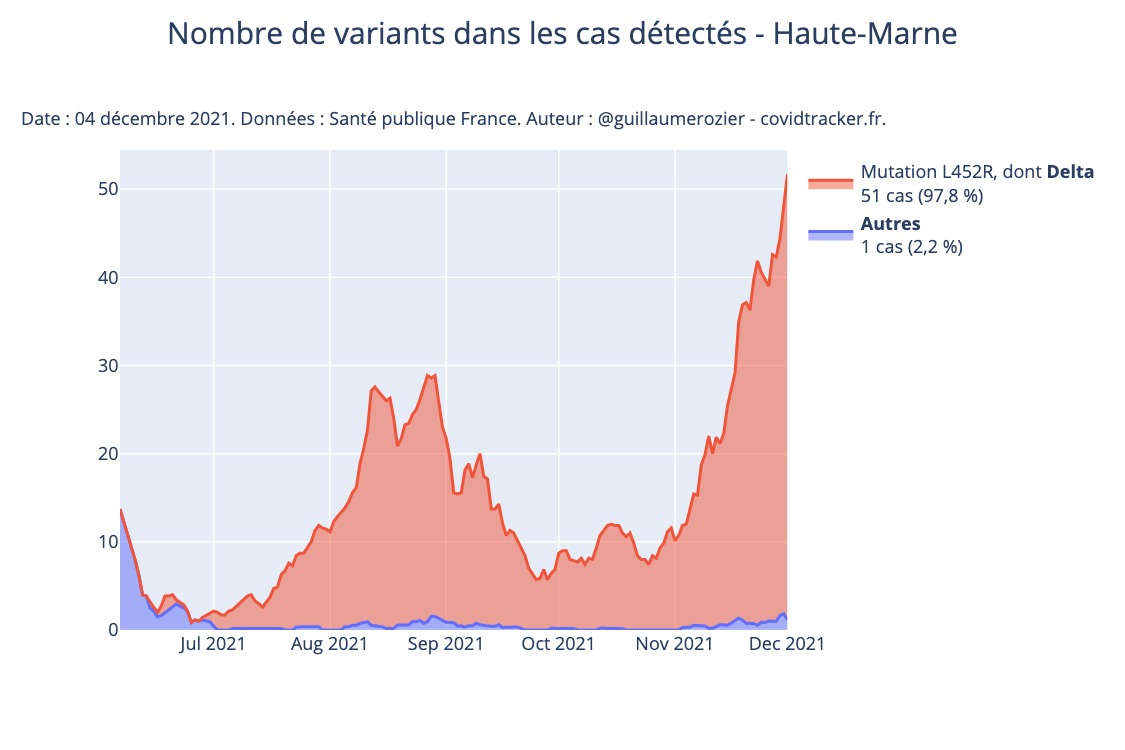 Nombre de variants dans les cas détectés - Haute-Marne
Date : 04 décembre 2021. Données : Santé publique France. Auteur : @guillaumerozier - covidtracker.fr.
Mutation L452R, dont Delta
51 cas (97,8 %)
Autres
1 cas (2,2 %)
50
40
30
20
10
0
Jul 2021
Aug 2021
Sep 2021
Oct 2021
Nov 2021
Dec 2021